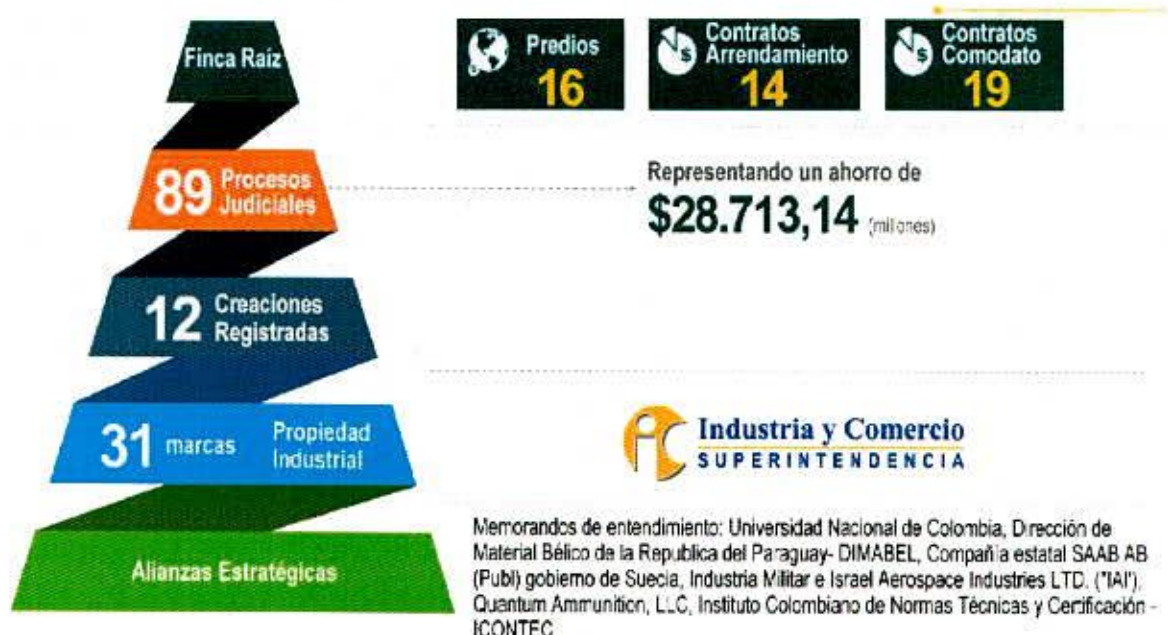 Finca Raíz
Predios
16
Contratos
Arrendamiento
14
Contratos
Comodato
19
89 Procesos
Judiciales
Representando un ahorro de
$28.713,14 (millones)
12 Creaciones
Registradas
31 marcas
Propiedad
Industrial
Industria y Comercio
SUPERINTENDENCIA
Alianzas Estratégicas
Memorandos de entendimiento: Universidad Nacional de Colombia, Dirección de
Material Bélico de la Republica del Paraguay- DIMABEL, Compañia estatal SAAB AB
(Publ) gobierno de Suecia, Industria Militar e Israel Aerospace Industries LTD. ("IAI"),
Quantum Ammunition, LLC, Instituto Colombiano de Normas Técnicas y Certificación -
ICONTEC